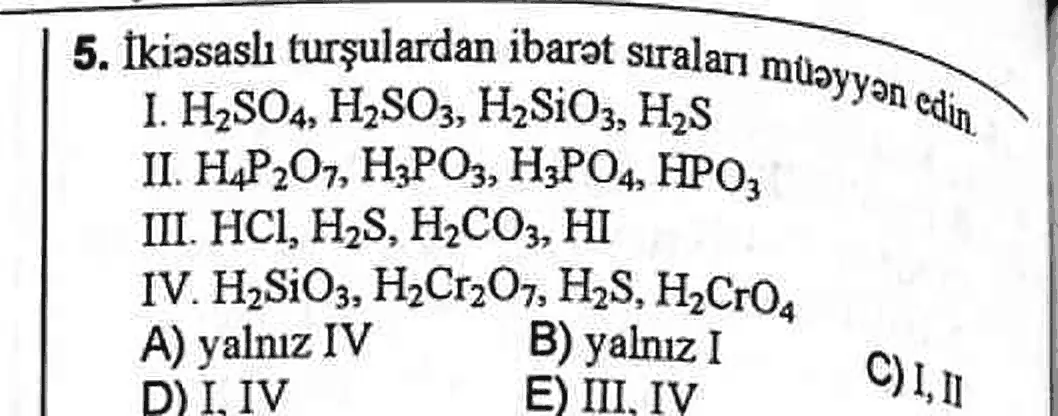 5. İkiəsaslı turşulardan ibarət sıraları müəyyən edin.
I. H₂SO₄, H₂SO₃, H₂SiO₃, H₂S
II. H₄P₂O₇, H₃PO₃, H₃PO₄, HPO₃
III. HCl, H₂S, H₂CO₃, HI
IV. H₂SiO₃, H₂Cr₂O₇, H₂S, H₂CrO₄
A) yalnız IV B) yalnız I C) I, II
D) I, IV E) III, IV